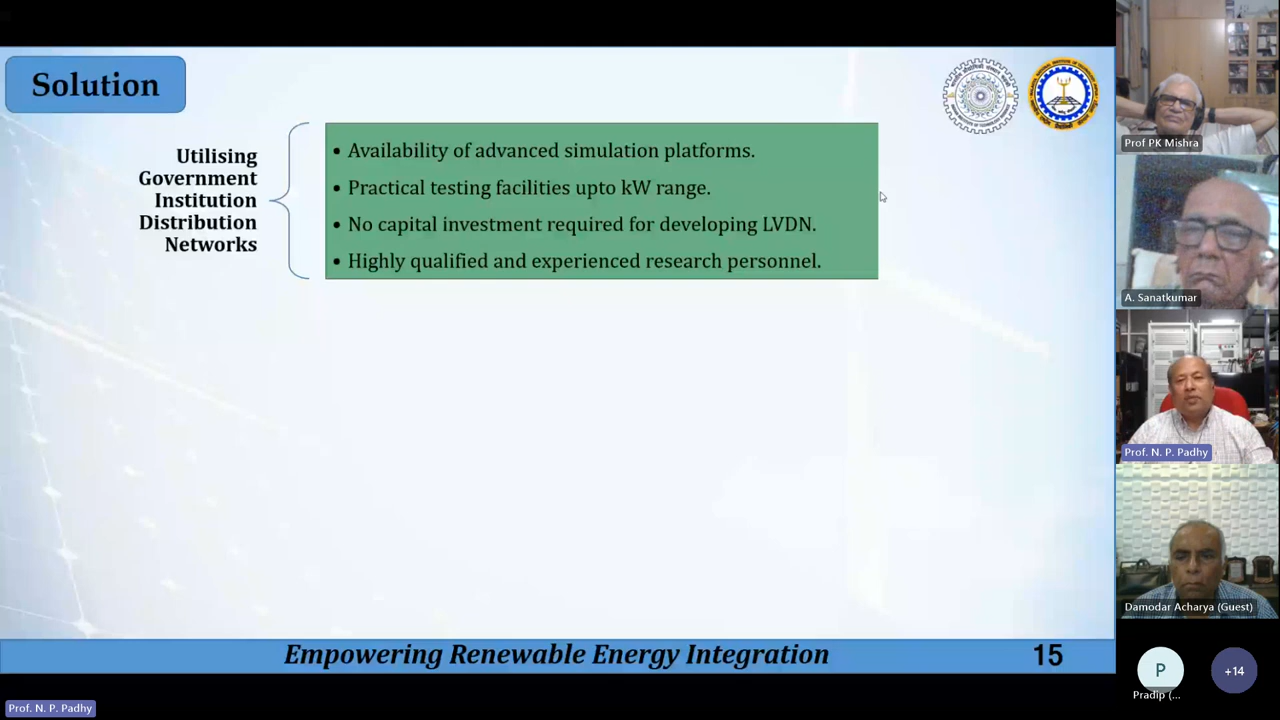 Solution
Utilising
Government
Institution
Distribution
Networks
• Availability of advanced simulation platforms.
• Practical testing facilities upto kW range.
• No capital investment required for developing LVDN.
• Highly qualified and experienced research personnel.
Empowering Renewable Energy Integration
15
Prof PK Mishra
A. Sanatkumar
Prof. N. P. Padhy
Damodar Acharya (Guest)
P
Pradip (...
+14
Prof. N. P. Padhy